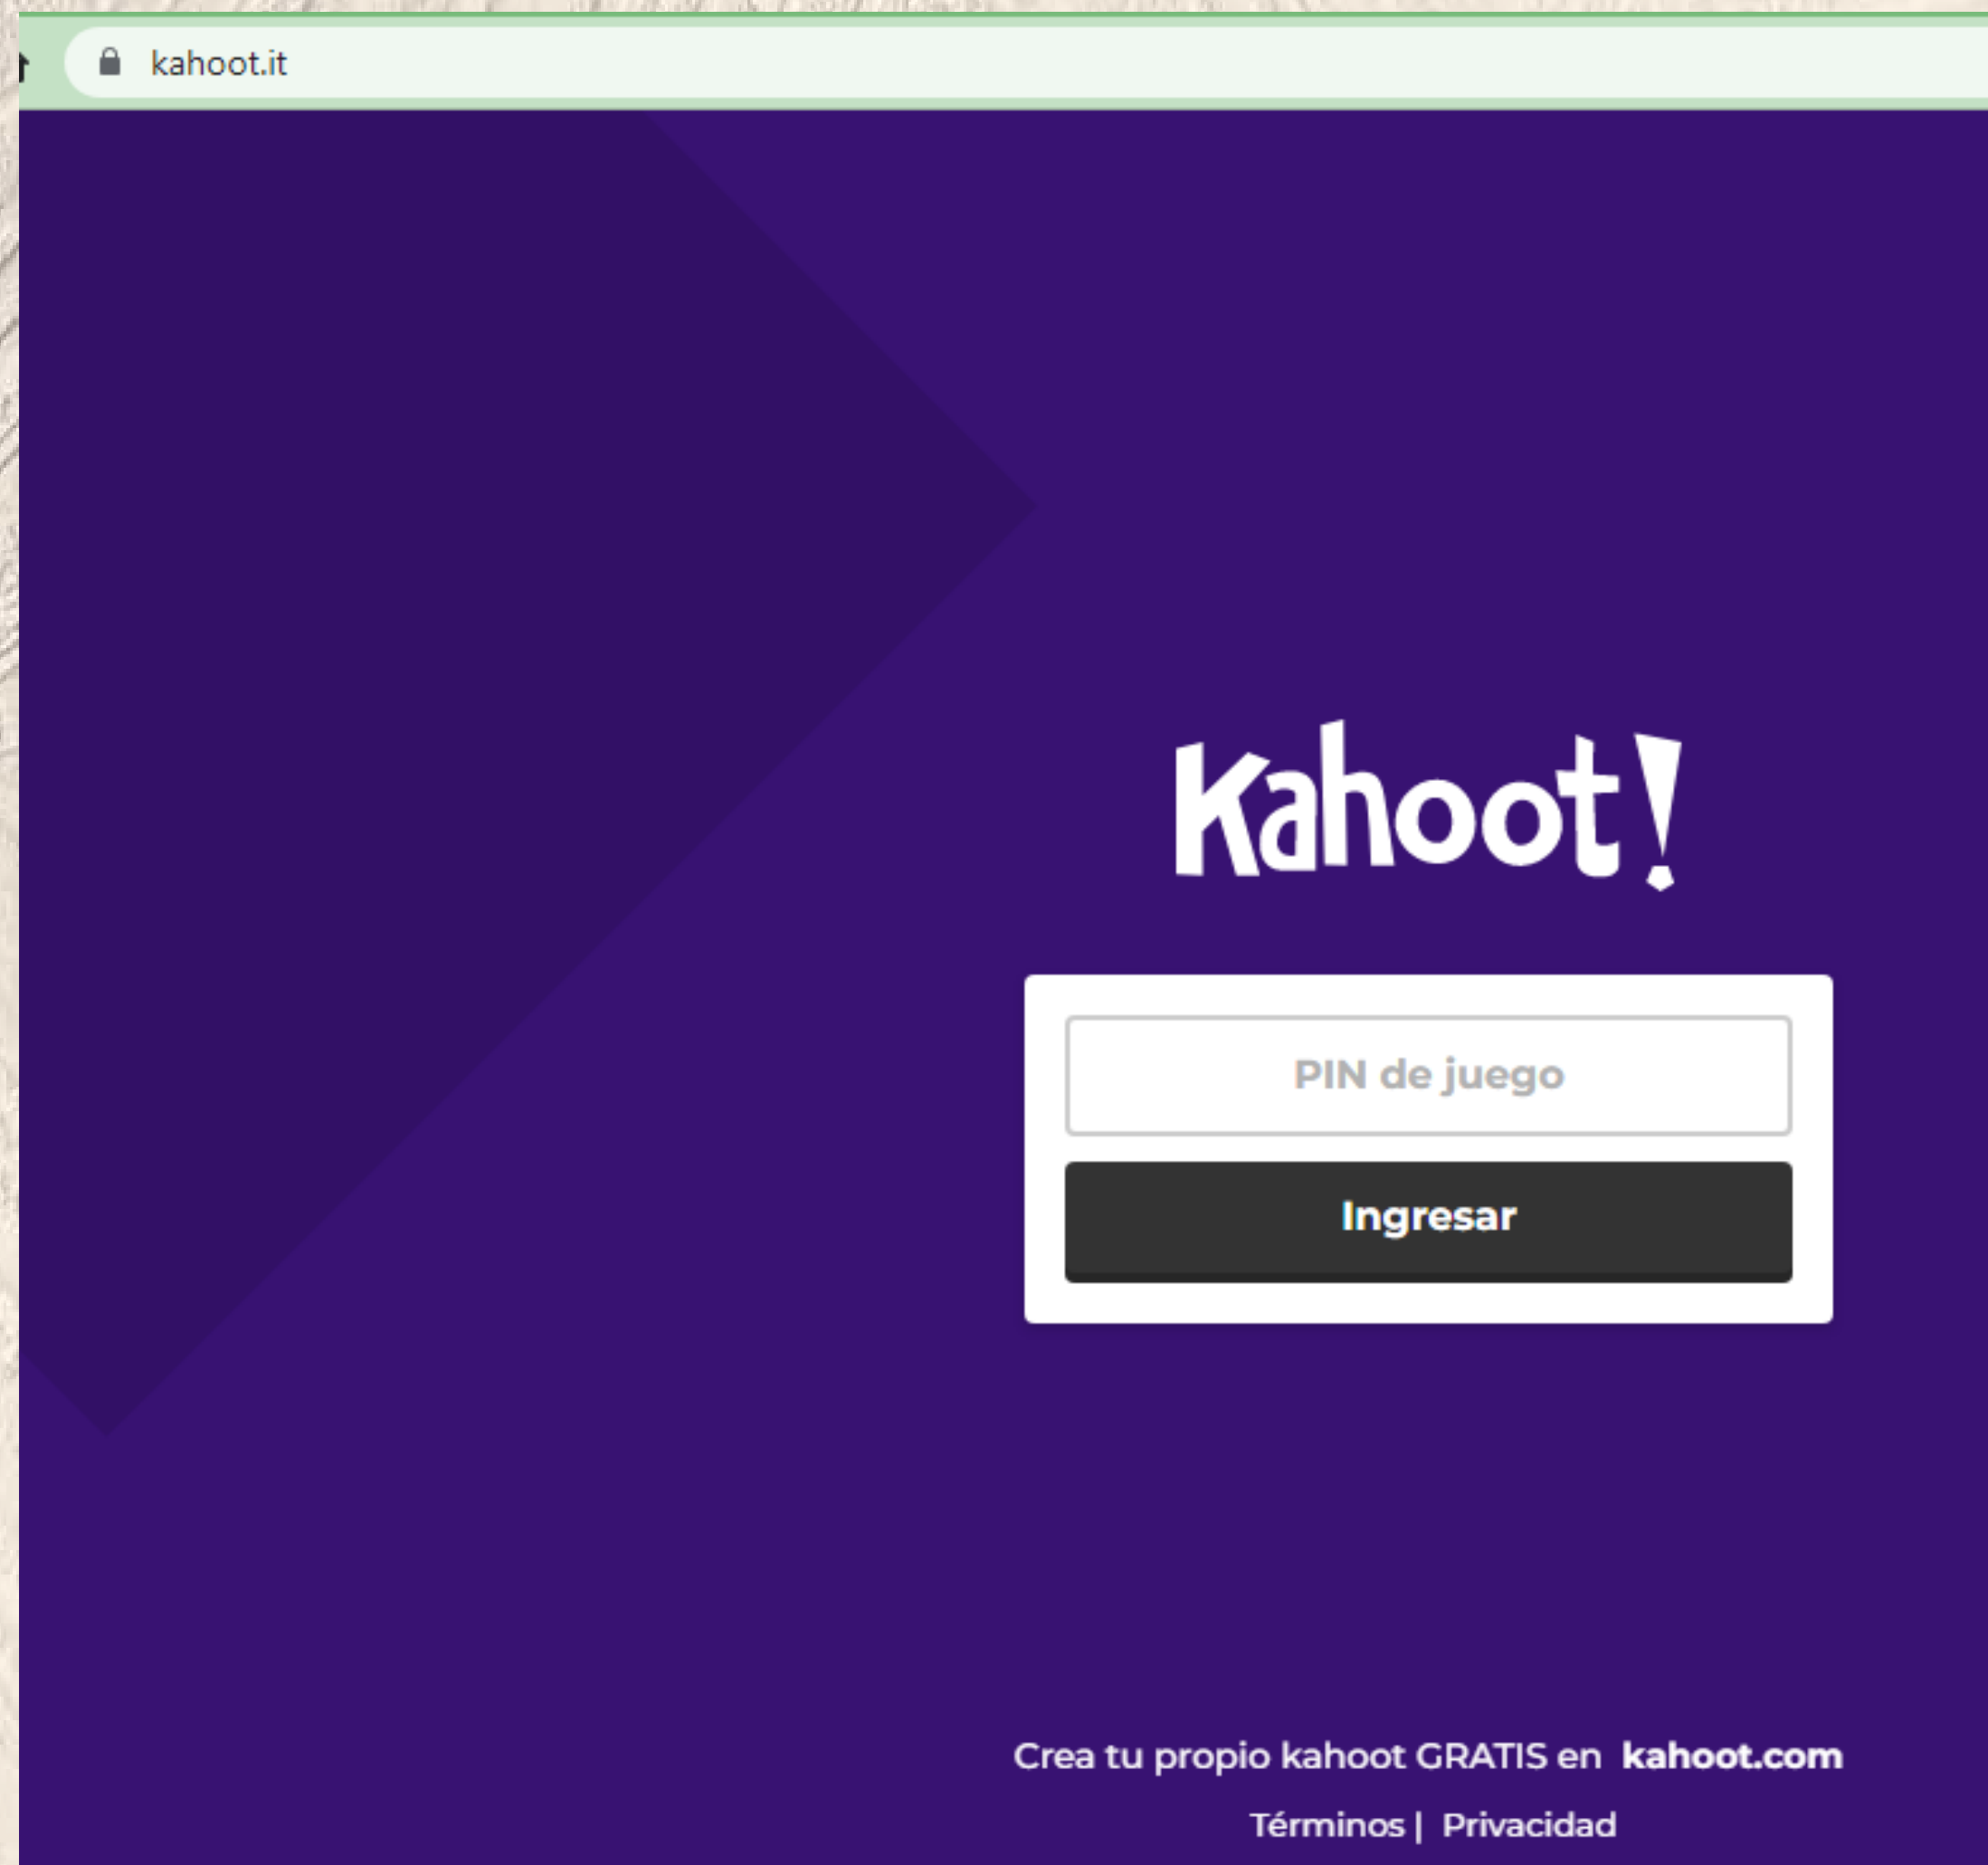 kahoot.it
Kahoot!
PIN de juego
Ingresar
Crea tu propio kahoot GRATIS en kahoot.com
Términos | Privacidad